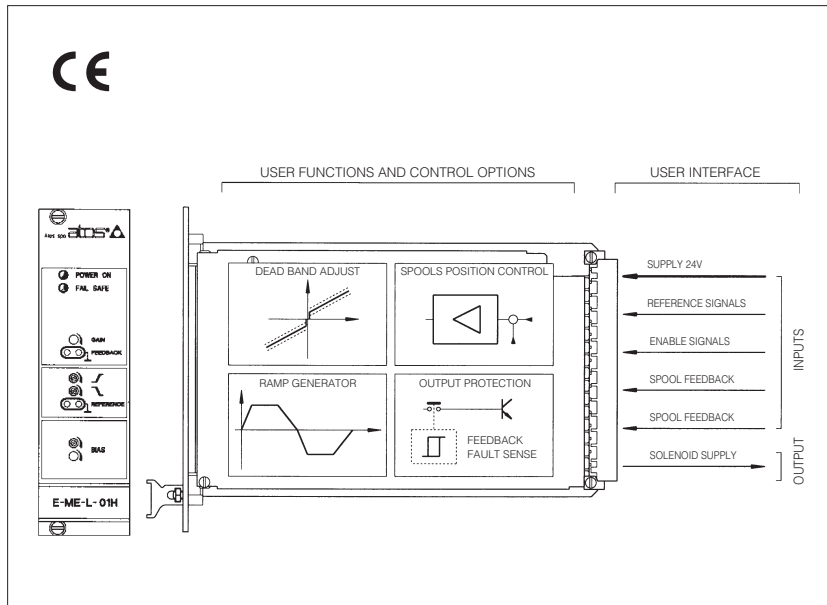 CE
USER FUNCTIONS AND CONTROL OPTIONS
USER INTERFACE
Atos spa atos®
POWER ON
FAIL SAFE
GAIN
FEEDBACK
REFERENCE
BIAS
E-ME-L-01H
DEAD BAND ADJUST
SPOOLS POSITION CONTROL
RAMP GENERATOR
OUTPUT PROTECTION
FEEDBACK
FAULT SENSE
SUPPLY 24V
REFERENCE SIGNALS
ENABLE SIGNALS
SPOOL FEEDBACK
SPOOL FEEDBACK
SOLENOID SUPPLY
INPUTS
OUTPUT